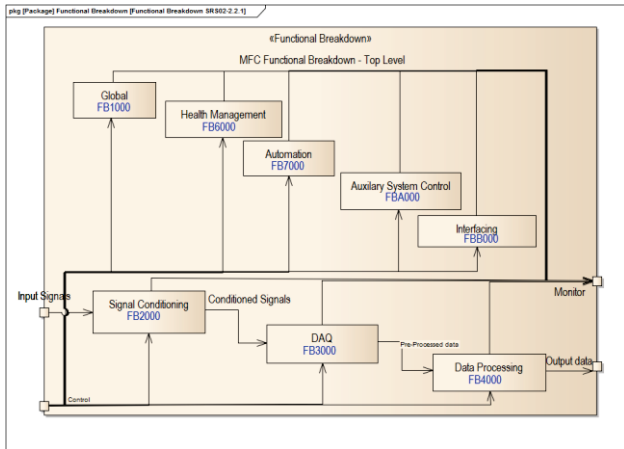 pkg [Package] Functional Breakdown [Functional Breakdown SRS02-2.2.1]
«Functional Breakdown»
MFC Functional Breakdown - Top Level
Global
FB1000
Health Management
FB6000
Automation
FB7000
Auxilary System Control
FBA000
Interfacing
FBB000
Input Signals
Signal Conditioning
FB2000
Conditioned Signals
Monitor
DAQ
FB3000
Pre-Processed data
Data Processing
FB4000
Output data
Control